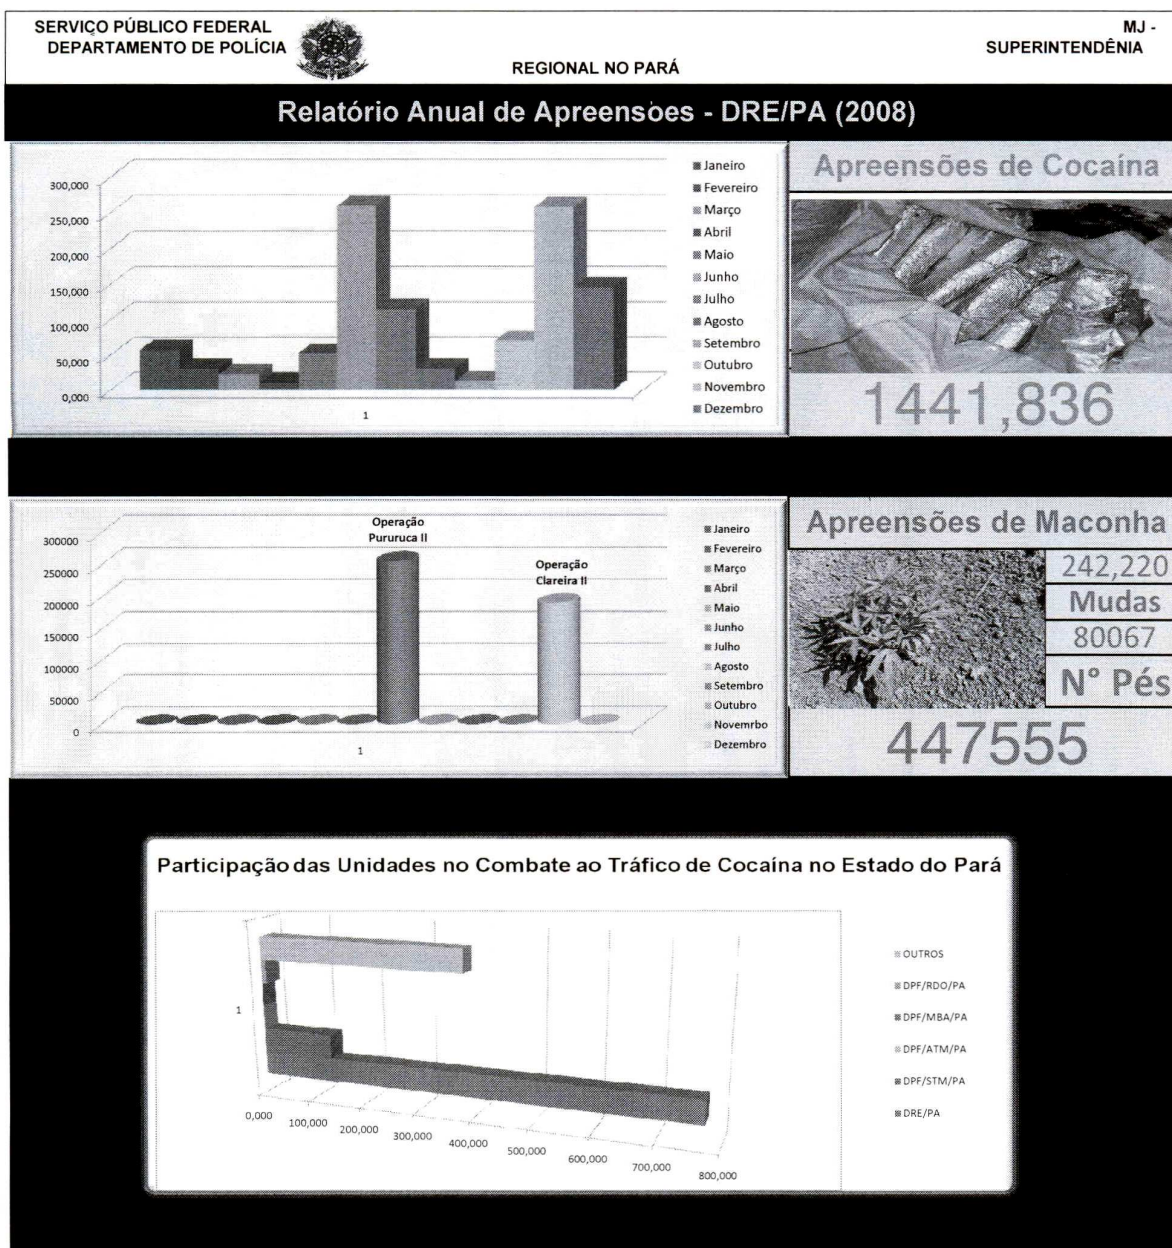 SERVIÇO PÚBLICO FEDERAL
DEPARTAMENTO DE POLÍCIA
MJ -
SUPERINTENDÊNIA
REGIONAL NO PARÁ
Relatório Anual de Apreensões - DRE/PA (2008)
300,000
250,000
200,000
150,000
100,000
50,000
0,000
1
Janeiro
Fevereiro
Março
Abril
Maio
Junho
Julho
Agosto
Setembro
Outubro
Novembro
Dezembro
Apreensões de Cocaína
1441,836
300000
250000
200000
150000
100000
50000
0
Operação
Pururuca II
Operação
Clareira II
1
Janeiro
Fevereiro
Março
Abril
Maio
Junho
Julho
Agosto
Setembro
Outubro
Novemrbo
Dezembro
Apreensões de Maconha
242,220
Mudas
80067
N° Pés
447555
Participação das Unidades no Combate ao Tráfico de Cocaína no Estado do Pará
1
0,000
100,000
200,000
300,000
400,000
500,000
600,000
700,000
800,000
OUTROS
DPF/RDO/PA
DPF/MBA/PA
DPF/ATM/PA
DPF/STM/PA
DRE/PA